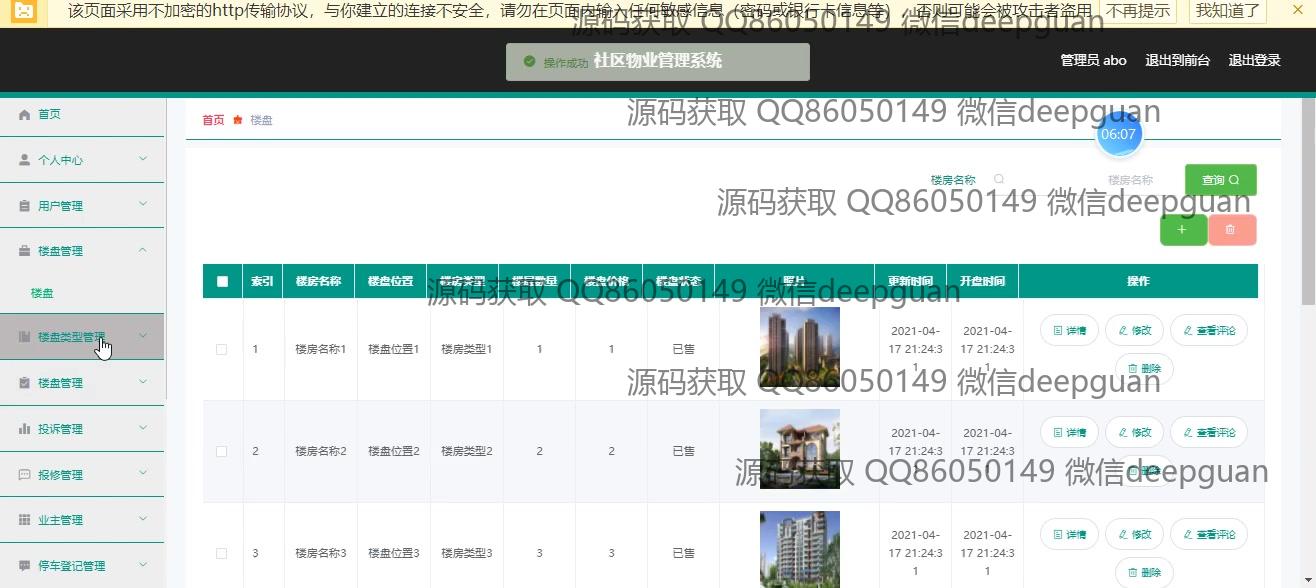 该页面采用不加密的http传输协议，与你建立的连接不安全，请勿在页面内输入任何敏感信息（密码或银行卡信息等），否则可能会被攻击者盗用 不再提示 我知道了
源码获取 QQ86050149 微信deepguan
操作成功 社区物业管理系统
管理员 abo 退出到前台 退出登录
首页
个人中心
用户管理
楼盘管理
楼盘
楼盘类型管理
楼盘管理
投诉管理
报修管理
业主管理
停车登记管理
首页 楼盘
源码获取 QQ86050149 微信deepguan
06:07
楼房名称 楼房名称 查询
源码获取 QQ86050149 微信deepguan
+
索引 楼房名称 楼盘位置 楼房类型 楼层数量 楼盘价格 楼盘状态 照片 更新时间 开盘时间 操作
源码获取 QQ86050149 微信deepguan
1 楼房名称1 楼盘位置1 楼房类型1 1 1 已售 2021-04-17 21:24:31 2021-04-17 21:24:31 详情 修改 查看评论
删除
源码获取 QQ86050149 微信deepguan
2 楼房名称2 楼盘位置2 楼房类型2 2 2 已售 2021-04-17 21:24:31 2021-04-17 21:24:31 详情 修改 查看评论
删除
源码获取 QQ86050149 微信deepguan
3 楼房名称3 楼盘位置3 楼房类型3 3 3 已售 2021-04-17 21:24:31 2021-04-17 21:24:31 详情 修改 查看评论
删除